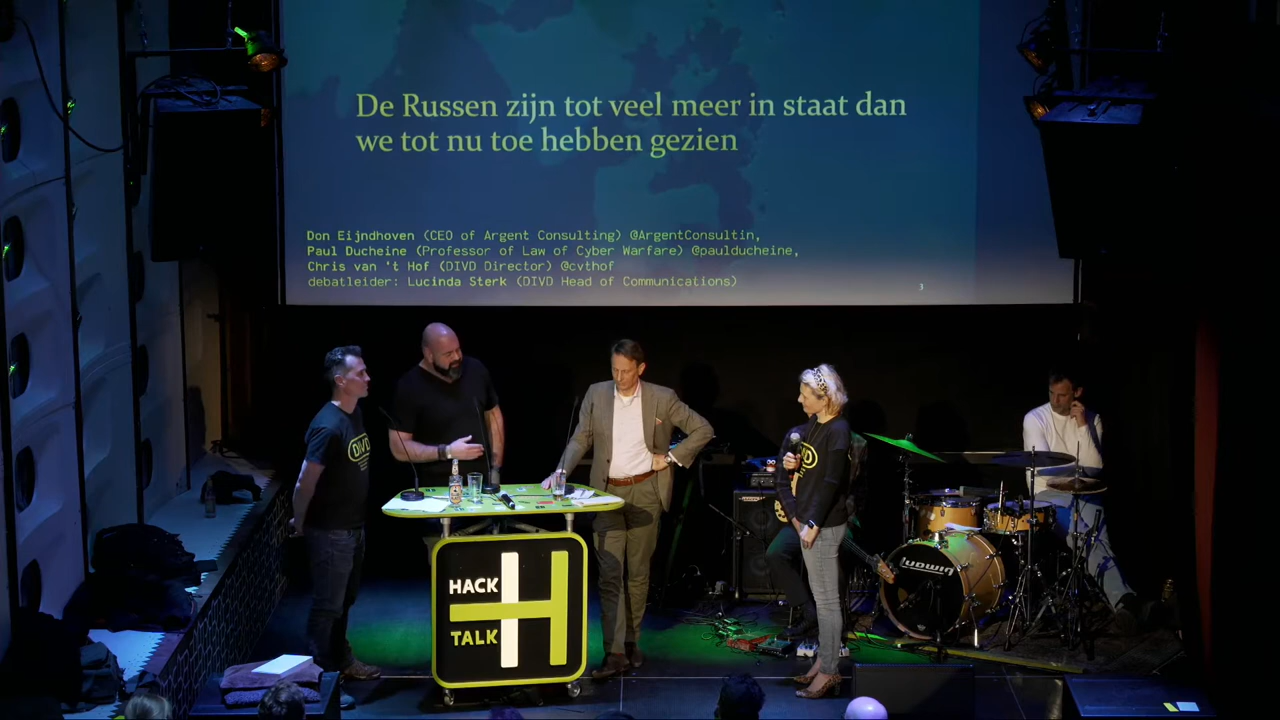 De Russen zijn tot veel meer in staat dan
we tot nu toe hebben gezien
Don Eijndhoven (CEO of Argent Consulting) @ArgentConsultin,
Paul Ducheine (Professor of Law of Cyber Warfare) @paulducheine,
Chris van 't Hof (DIVD Director) @cvthof
debatleider: Lucinda Sterk (DIVD Head of Communications)
3
DIVD
HACK
TALK
Ludwig